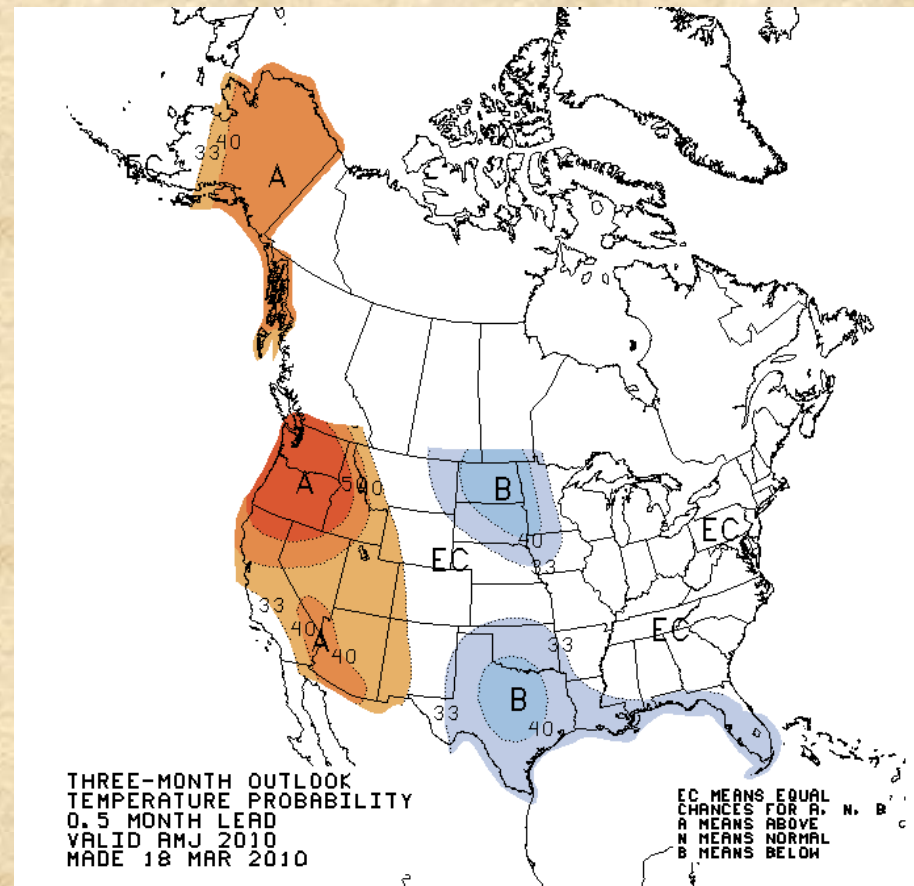 EC
33
40
A
A
50
40
B
40
33
EC
EC
EC
33
40
A
40
33
33
B
40
THREE-MONTH OUTLOOK
TEMPERATURE PROBABILITY
0.5 MONTH LEAD
VALID AMJ 2010
MADE 18 MAR 2010
EC MEANS EQUAL
CHANCES FOR A, N, B
A MEANS ABOVE
N MEANS NORMAL
B MEANS BELOW